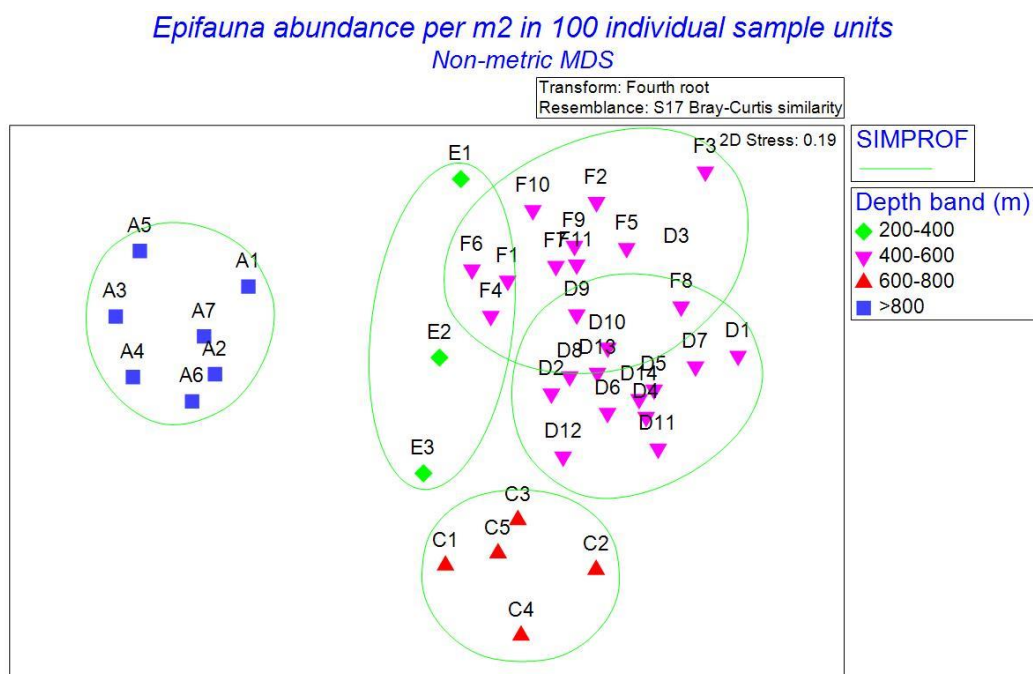 Epifauna abundance per m2 in 100 individual sample units
Non-metric MDS
Transform: Fourth root
Resemblance: S17 Bray-Curtis similarity
2D Stress: 0.19
SIMPROF
Depth band (m)
200-400
400-600
600-800
>800
E1
F3
F10
F2
A5
F9
F5
D3
F6
F1
F7
F11
A1
A3
F4
D9
F8
A7
E2
D10
D1
A4
A2
D8
D13
D7
A6
D2
D5
D14
D6
D4
D12
D11
E3
C3
C1
C5
C2
C4